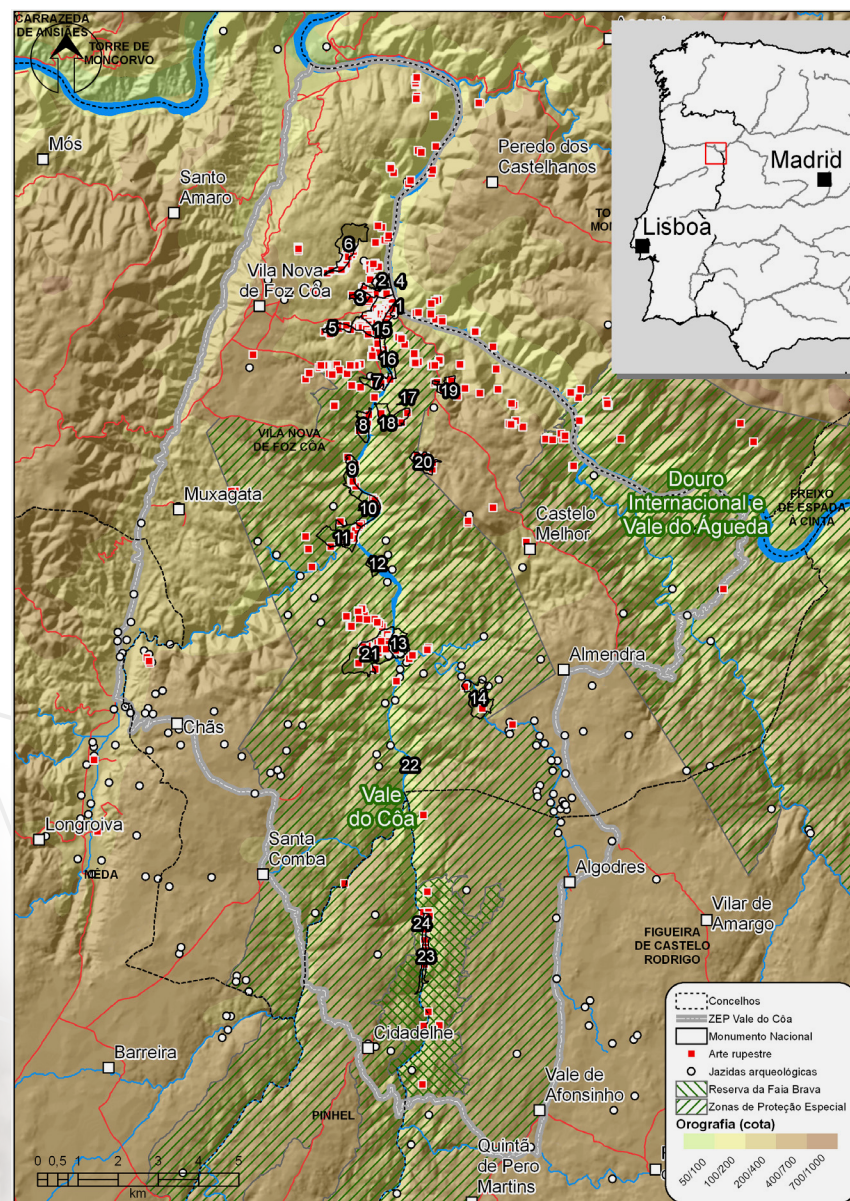 CARRAZEDA
DE ANSIÃES
TORRE DE
MONCORVO
Mós
Santo
Amaro
Peredo dos
Castelhanos
Madrid
Lisboa
6
Vila Nova
de Foz Côa
2
4
3
1
5
15
16
7
17
19
18
8
VILA NOVA
DE FOZ CÔA
20
9
Muxagata
10
11
Castelo
Melhor
Douro
Internacional e
Vale do Águeda
FREIXO
DE ESPADA
À CINTA
12
13
21
Almendra
14
Chãs
22
Vale
do Côa
Longroiva
Santa
Comba
MÊDA
Algodres
24
Vilar de
Amargo
FIGUEIRA
DE CASTELO
RODRIGO
23
Cidadelhe
Barreira
Vale de
Afonsinho
PINHEL
Quintã
de Pero
Martins
Concelhos
ZEP Vale do Côa
Monumento Nacional
Arte rupestre
Jazidas arqueológicas
Reserva da Faia Brava
Zonas de Proteção Especial
Orografia (cota)
50/100
100/200
200/400
400/700
700/1000
0 0,5 1 2 3 4
km